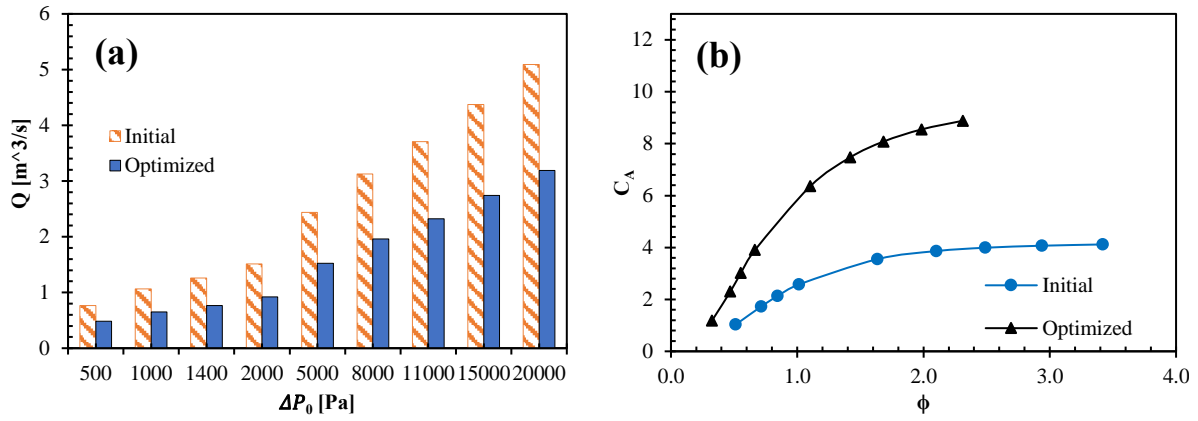 (a)
Q [m^3/s]
6
5
4
3
2
1
0
Initial
Optimized
500 1000 1400 2000 5000 8000 11000 15000 20000
ΔP₀ [Pa]
(b)
C_A
12
10
8
6
4
2
0
Initial
Optimized
0.0 1.0 2.0 3.0 4.0
ϕ